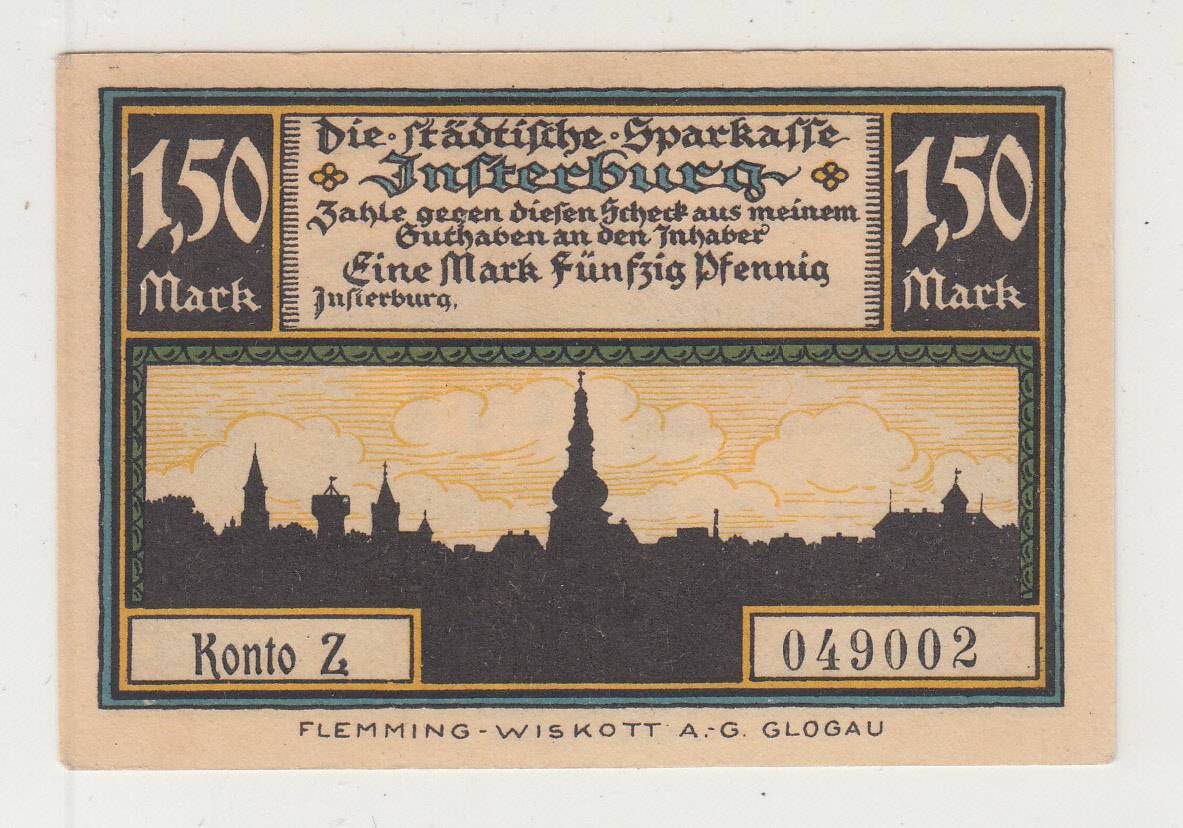 1,50
Mark
Die · städtische · Sparkasse
Insterburg
Zahle gegen diesen Scheck aus meinem
Guthaben an den Inhaber
Eine Mark Fünfzig Pfennig
Insterburg,
1,50
Mark
Konto Z
049002
FLEMMING-WISKOTT A.-G. GLOGAU